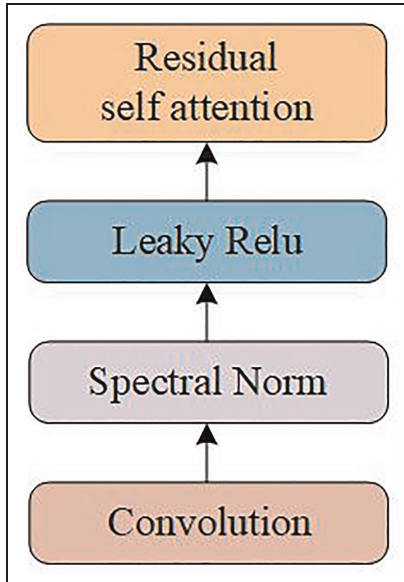 Residual
self attention
Leaky Relu
Spectral Norm
Convolution